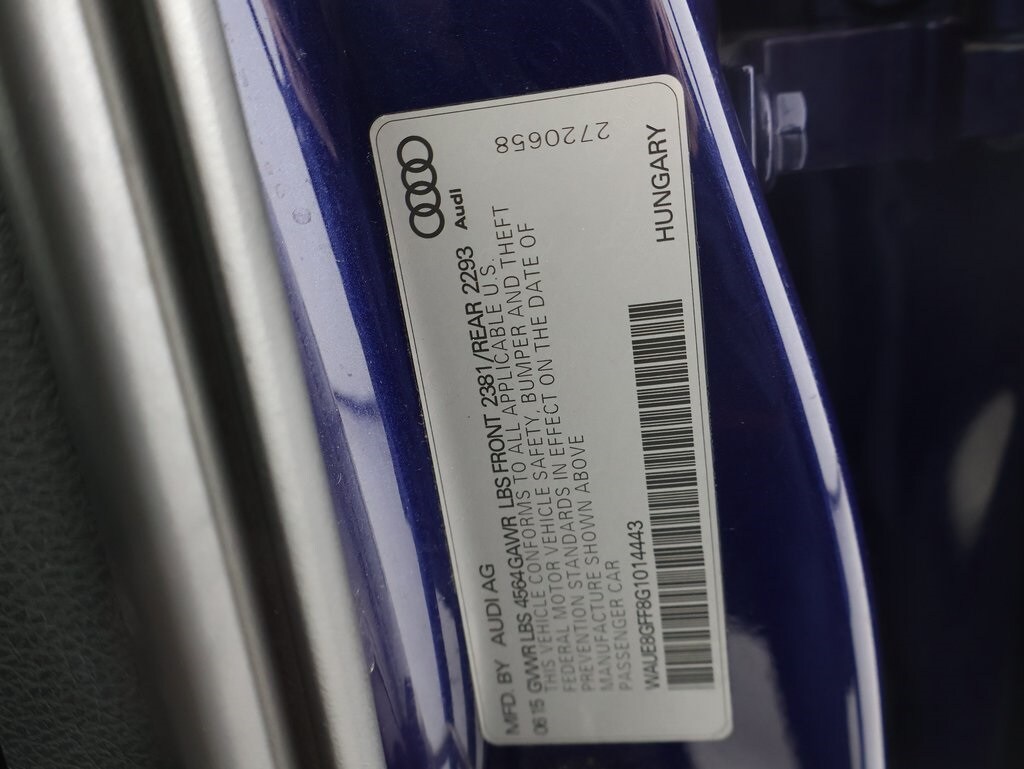 Audi
MFD. BY AUDI AG
06 15 GVWR LBS 4564 GAWR LBS FRONT 2381/REAR 2293
THIS VEHICLE CONFORMS TO ALL APPLICABLE U.S.
FEDERAL MOTOR VEHICLE SAFETY, BUMPER AND THEFT
PREVENTION STANDARDS IN EFFECT ON THE DATE OF
MANUFACTURE SHOWN ABOVE
PASSENGER CAR
WAUE8GFF8G1014443
HUNGARY
2720658